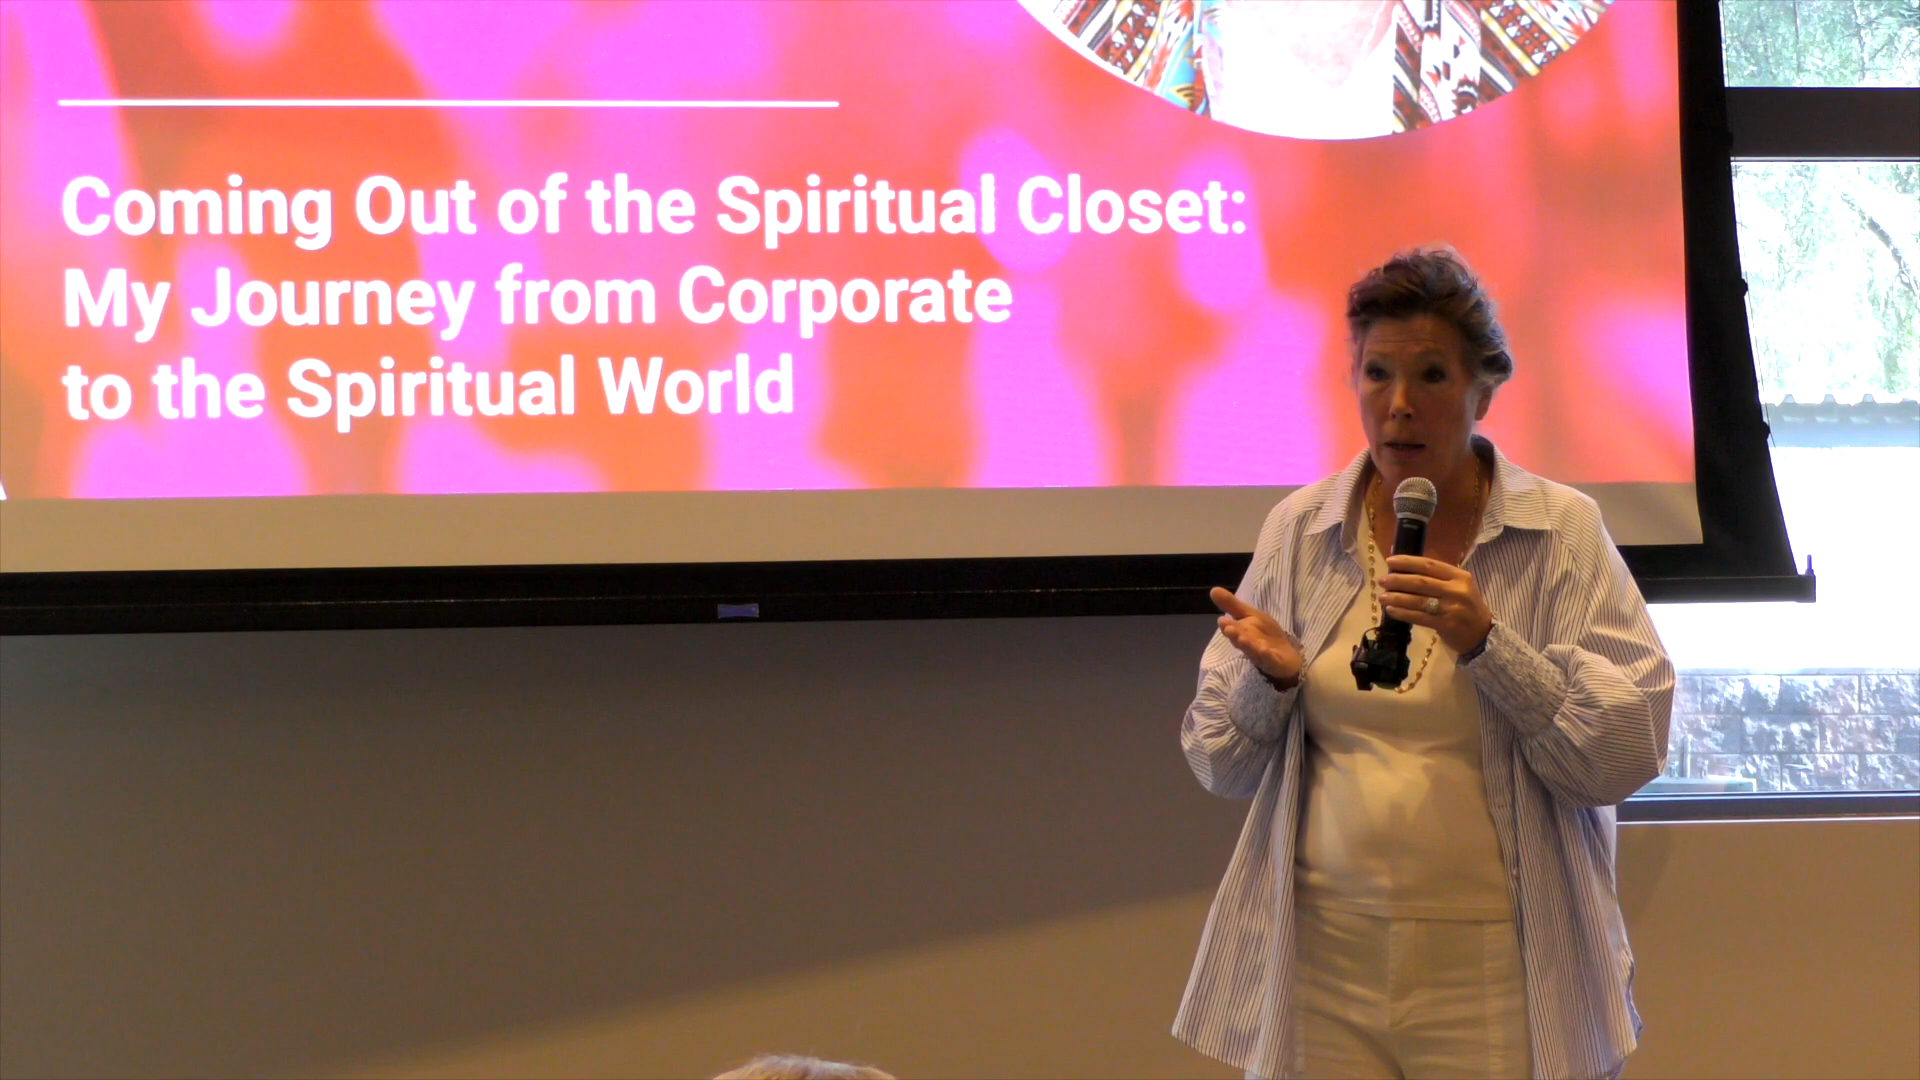 Coming Out of the Spiritual Closet:
My Journey from Corporate
to the Spiritual World